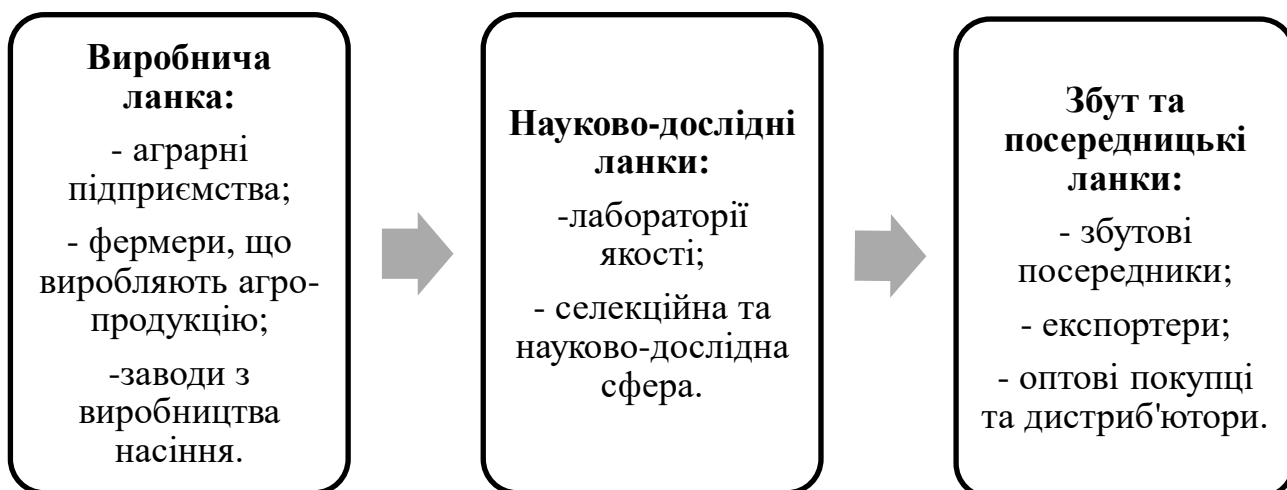 Виробнича
ланка:
- аграрні
підприємства;
- фермери, що
виробляють агро-
продукцію;
-заводи з
виробництва
насіння.
Науково-дослідні
ланки:
-лабораторії
якості;
- селекційна та
науково-дослідна
сфера.
Збут та
посередницькі
ланки:
- збутові
посередники;
- експортери;
- оптові покупці
та дистриб'ютори.